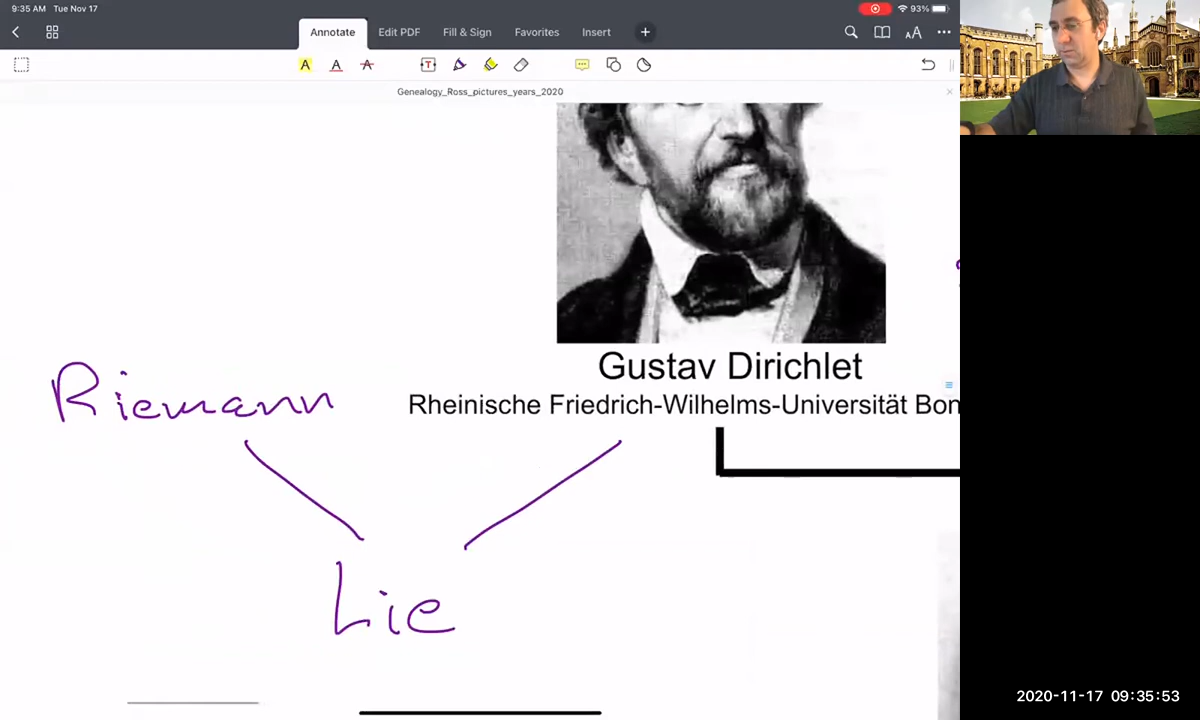 9:35 AM Tue Nov 17
93%
Annotate Edit PDF Fill & Sign Favorites Insert
Genealogy_Ross_pictures_years_2020
Gustav Dirichlet
Rheinische Friedrich-Wilhelms-Universität Bon
Riemann
Lie
2020-11-17 09:35:53